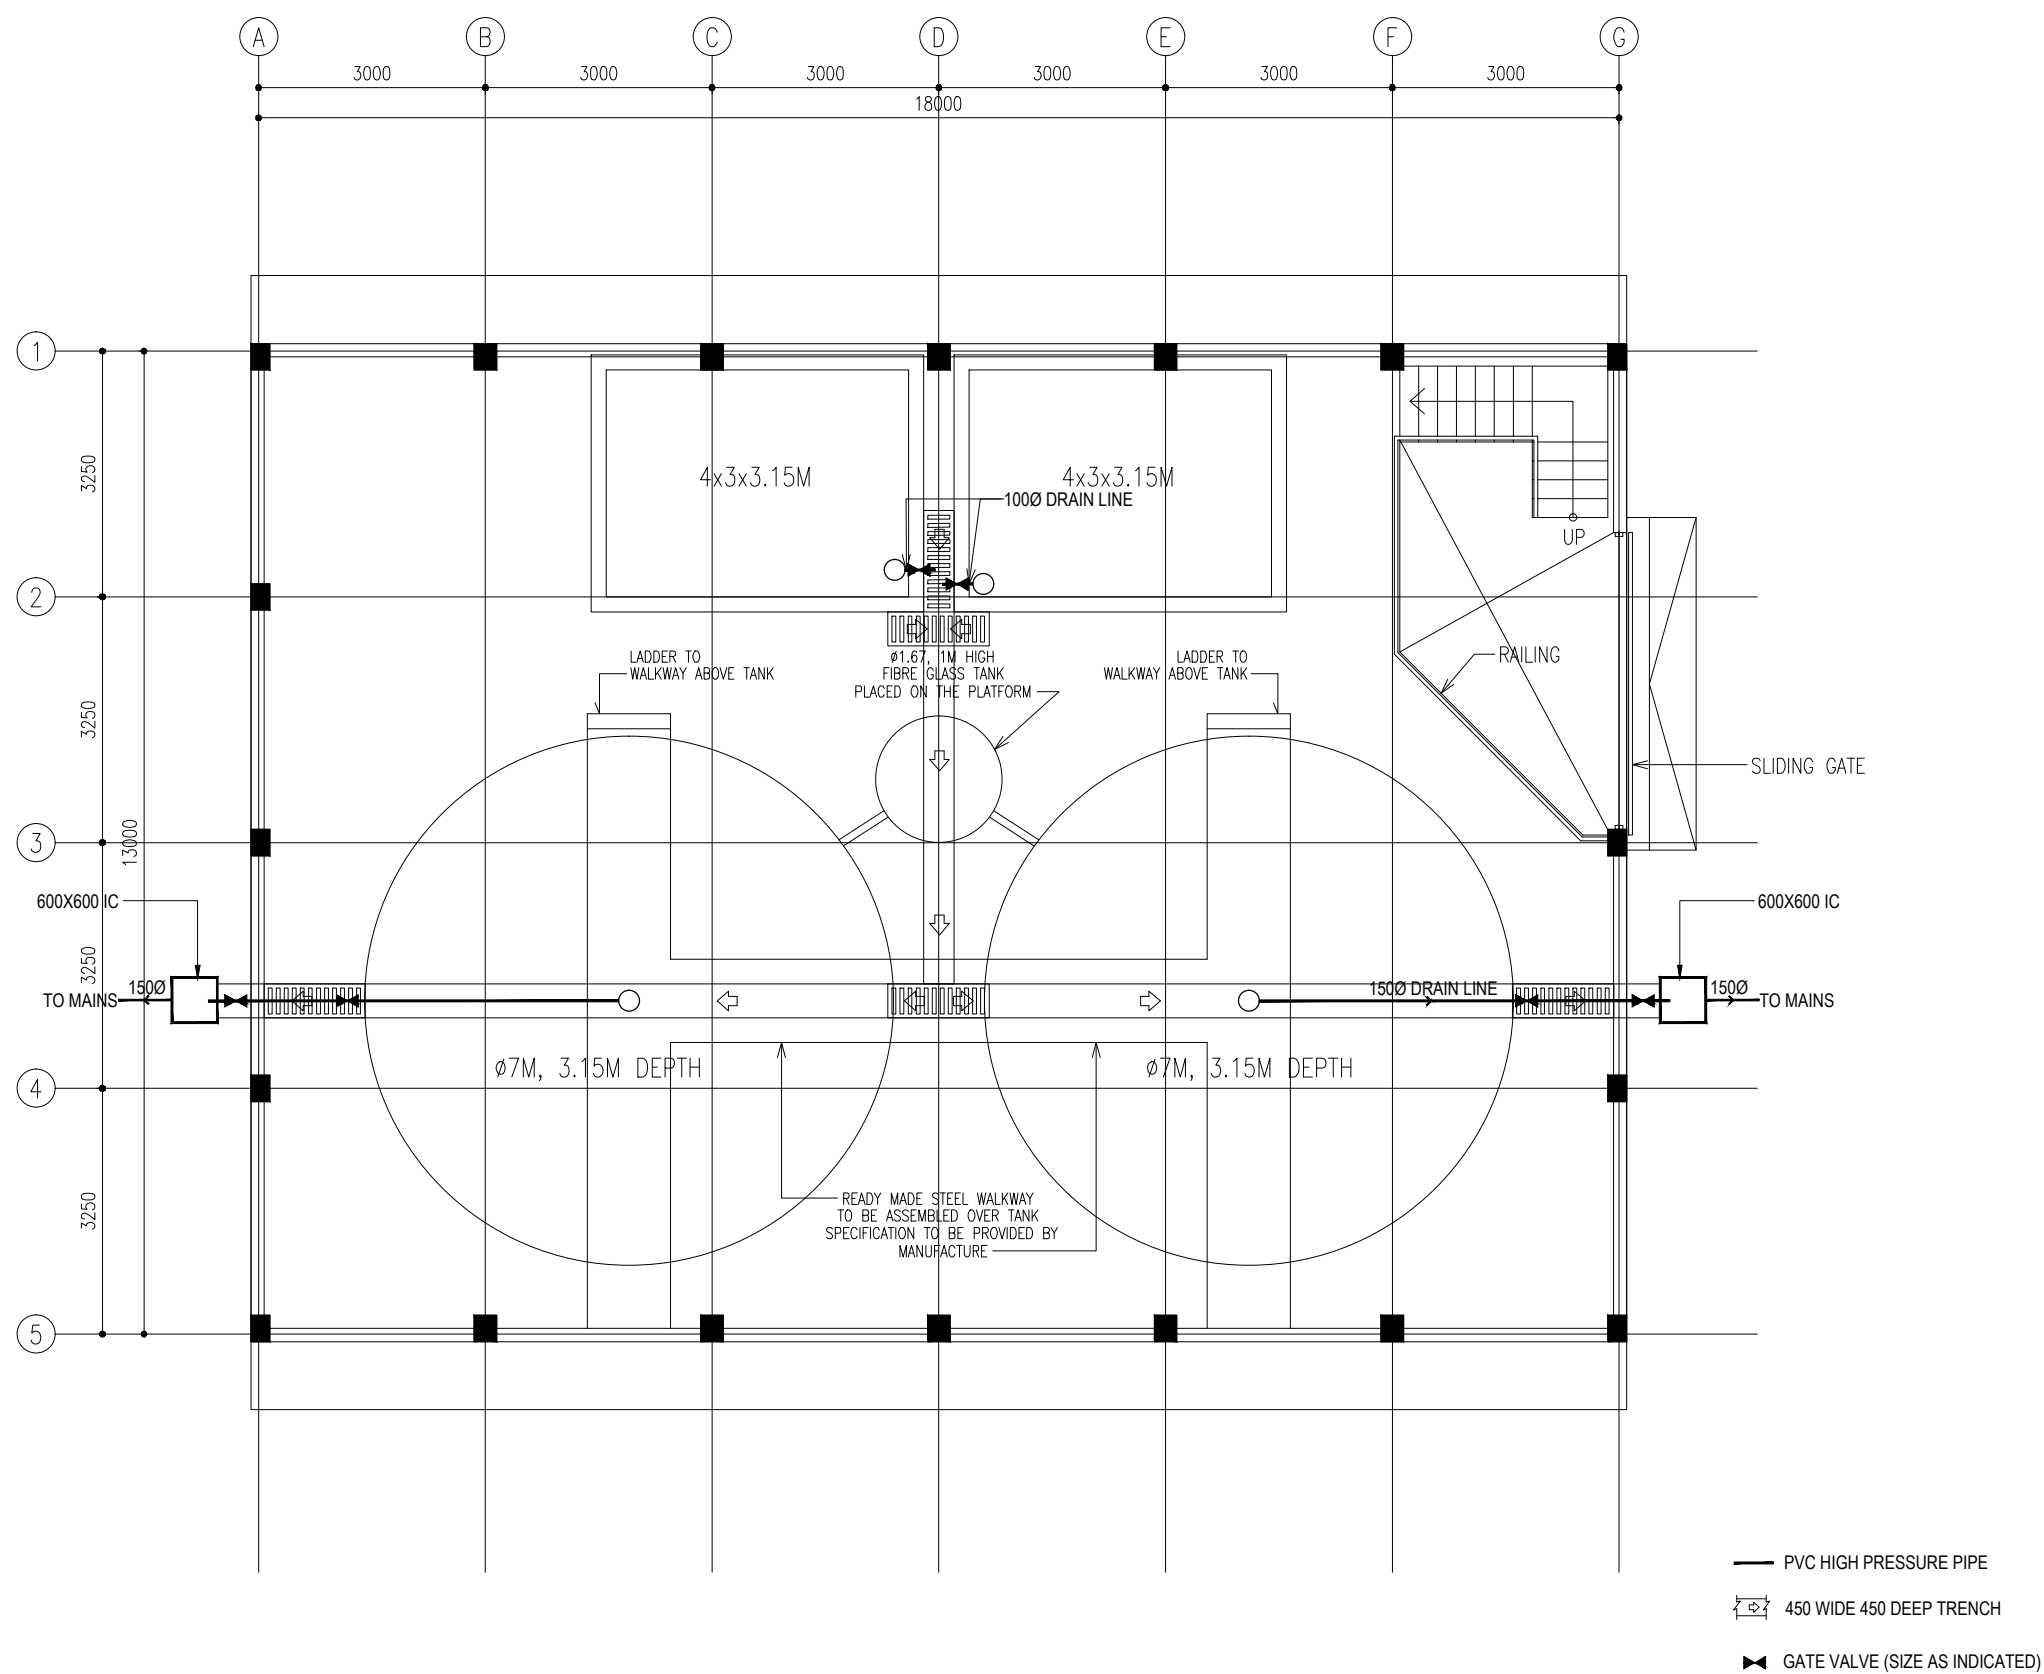 A B C D E F G
3000 3000 3000 3000 3000 3000
18000
1
3250
4x3x3.15M 4x3x3.15M
100Ø DRAIN LINE
UP
2
LADDER TO
WALKWAY ABOVE TANK
ø1.67, 1M HIGH
FIBRE GLASS TANK
PLACED ON THE PLATFORM
LADDER TO
WALKWAY ABOVE TANK
RAILING
3250
SLIDING GATE
3
13000
600X600 IC
600X600 IC
3250
TO MAINS
150Ø
150Ø DRAIN LINE
150Ø
TO MAINS
ø7M, 3.15M DEPTH
ø7M, 3.15M DEPTH
4
3250
READY MADE STEEL WALKWAY
TO BE ASSEMBLED OVER TANK
SPECIFICATION TO BE PROVIDED BY
MANUFACTURE
5
PVC HIGH PRESSURE PIPE
450 WIDE 450 DEEP TRENCH
GATE VALVE (SIZE AS INDICATED)